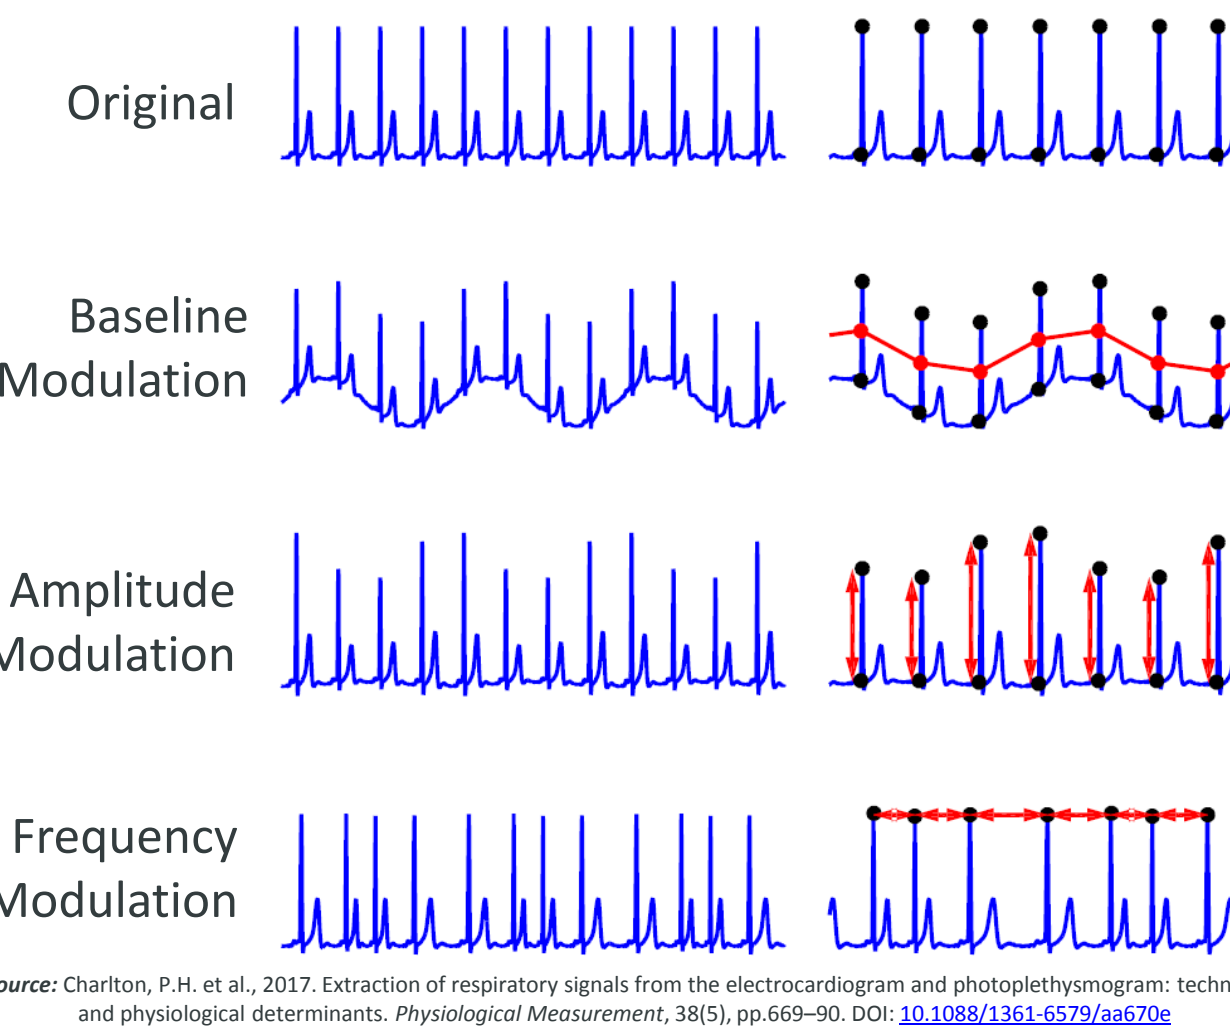 Original
Baseline
Modulation
Amplitude
Modulation
Frequency
Modulation
Charlton, P.H. et al., 2017. Extraction of respiratory signals from the electrocardiogram and photoplethysmogram:
and physiological determinants. Physiological Measurement, 38(5), pp.669–90. DOI: 10.1088/1361-6579/aa670e